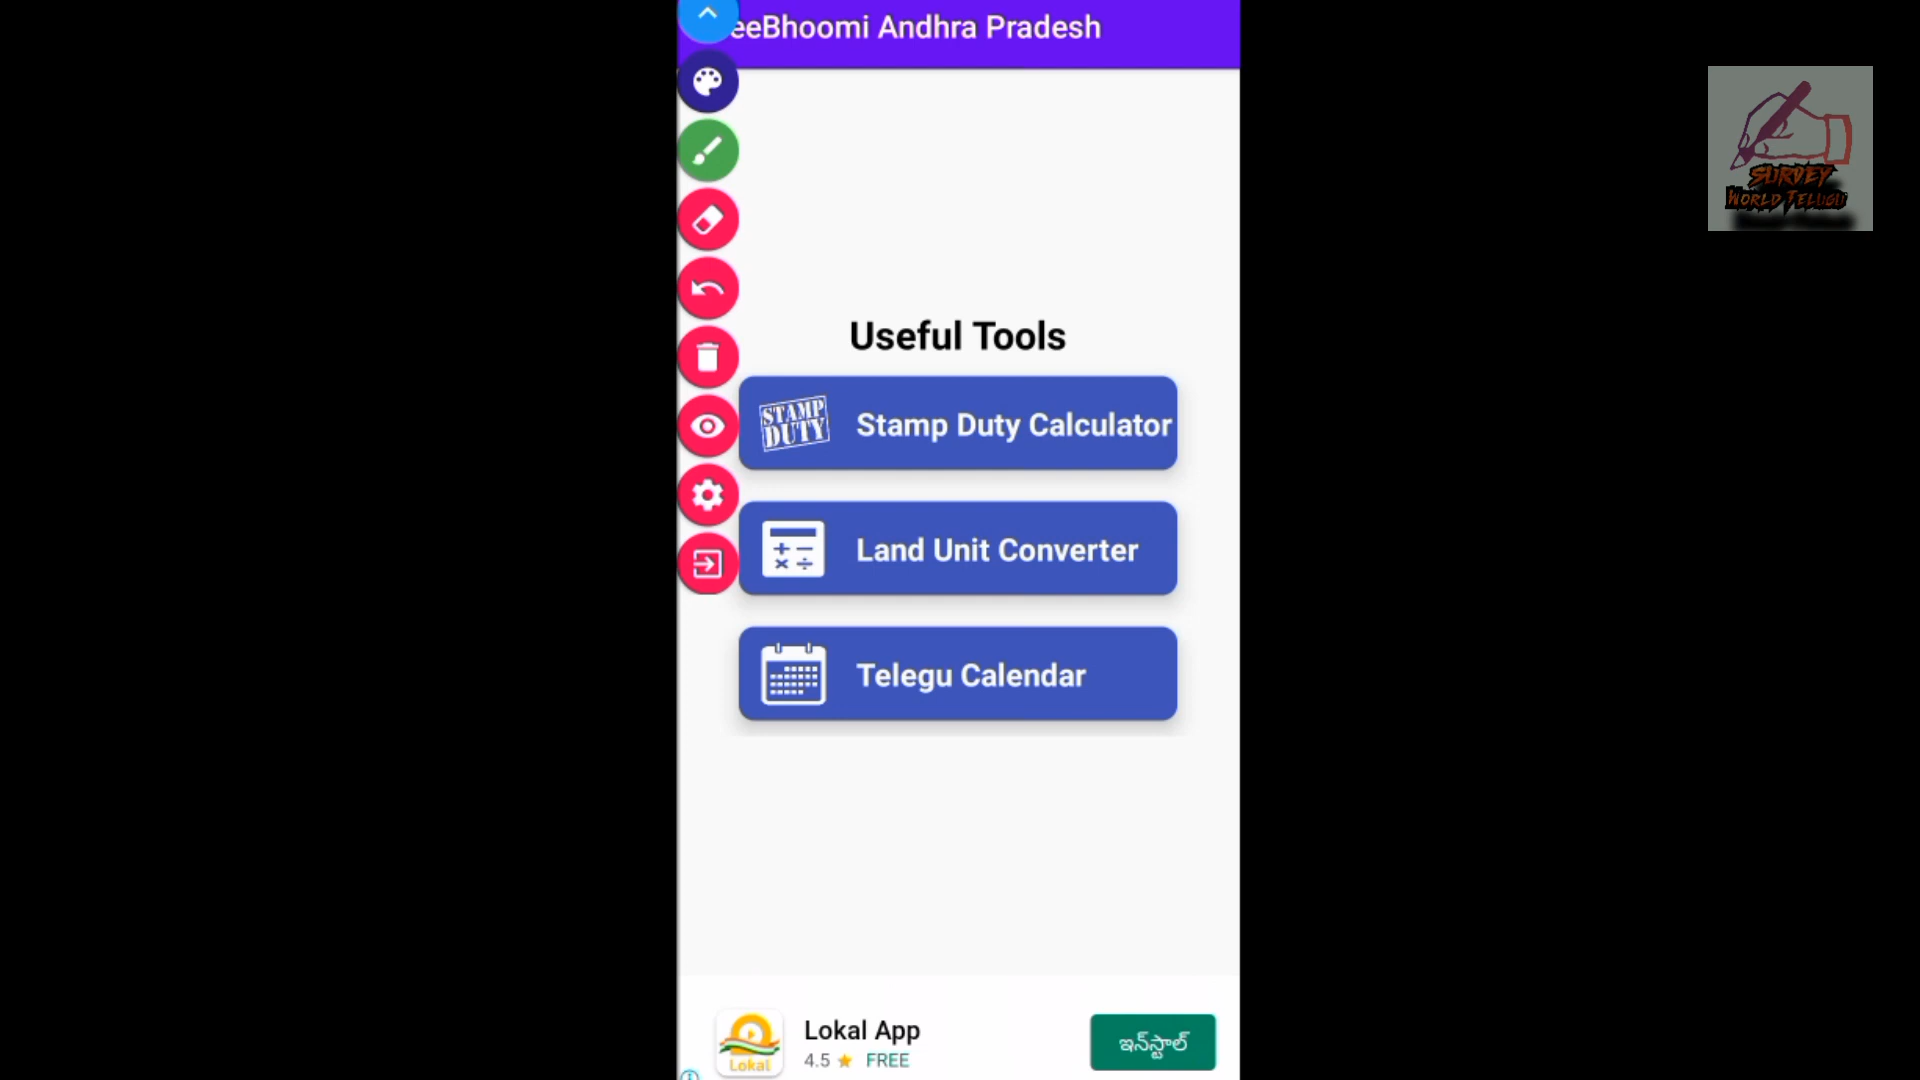 eeBhoomi Andhra Pradesh
SURVEY
WORLD TELUGU
Useful Tools
STAMP
DUTY
Stamp Duty Calculator
Land Unit Converter
Telegu Calendar
Lokal App
4.5 ★ FREE
Lokal
ఇన్‌స్టాల్